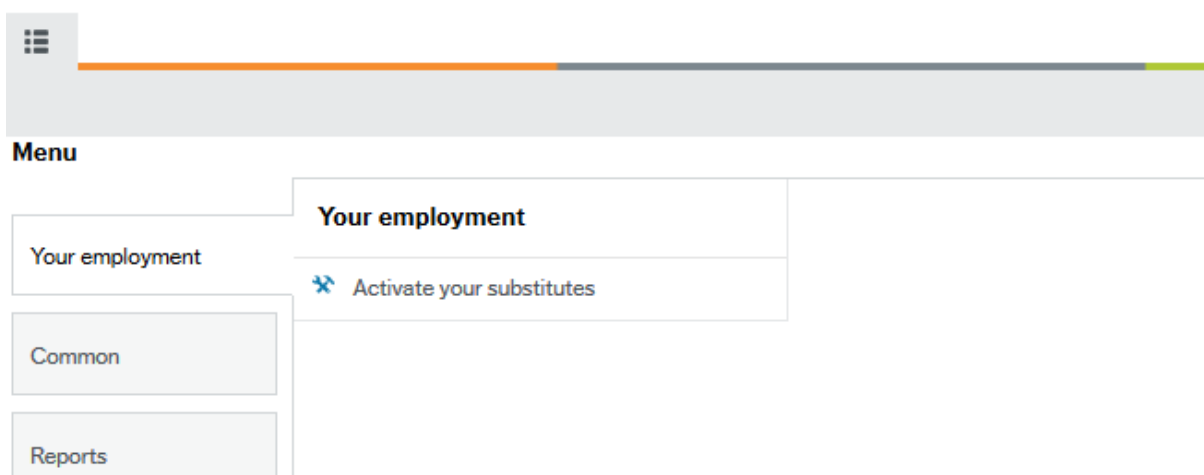 Menu
Your employment
Your employment
Activate your substitutes
Common
Reports